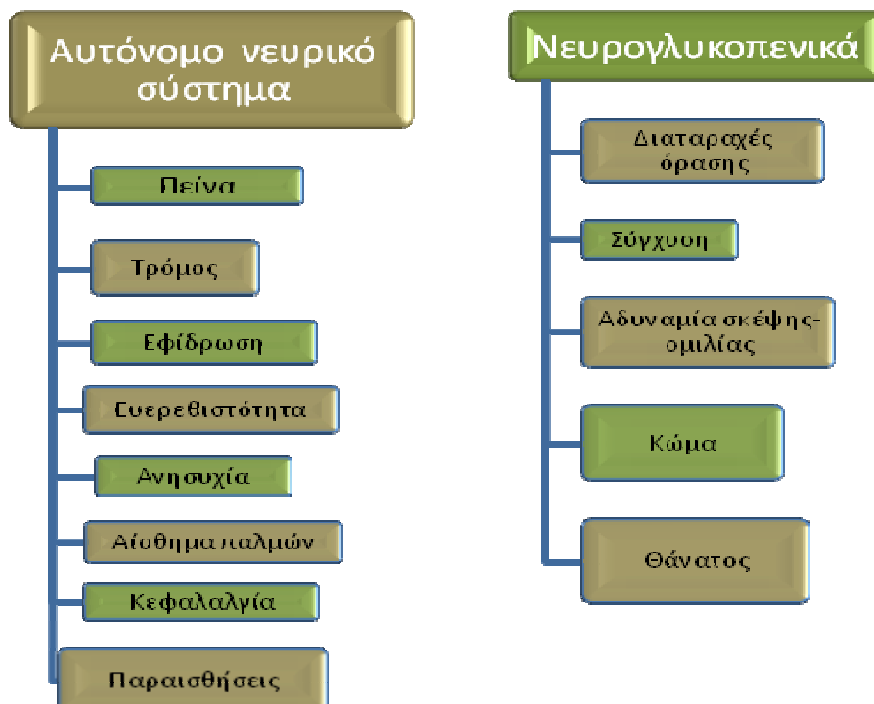 Αυτόνομο νευρικό
σύστημα
Πείνα
Τρόμος
Εφίδρωση
Ευερεθιστότητα
Ανησυχία
Αίσθημα παλμών
Κεφαλαλγία
Παραισθήσεις
Νευρογλυκοπενικά
Διαταραχές
όρασης
Σύγχυση
Αδυναμία σκέψης-
ομιλίας
Κώμα
Θάνατος